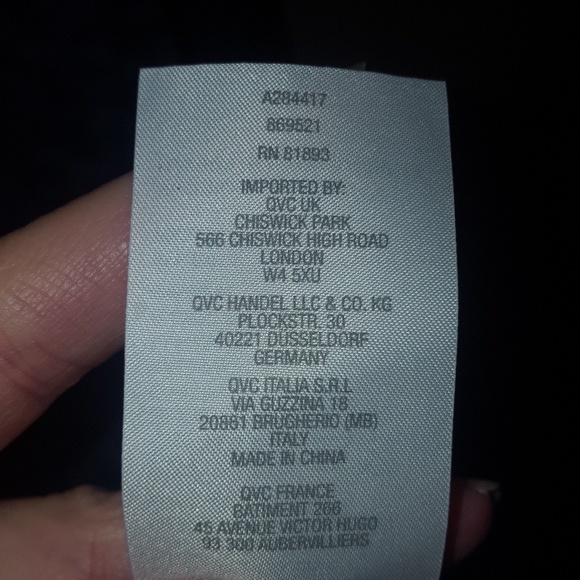 A284417
869521
RN 81893
IMPORTED BY:
QVC UK
CHISWICK PARK
566 CHISWICK HIGH ROAD
LONDON
W4 5XU
QVC HANDEL LLC & CO. KG
PLOCKSTR. 30
40221 DÜSSELDORF
GERMANY
QVC ITALIA S.R.L
VIA GUZZINA 18
20861 BRUGHERIO (MB)
ITALY
MADE IN CHINA
QVC FRANCE
BATIMENT 266
45 AVENUE VICTOR HUGO
93 300 AUBERVILLIERS